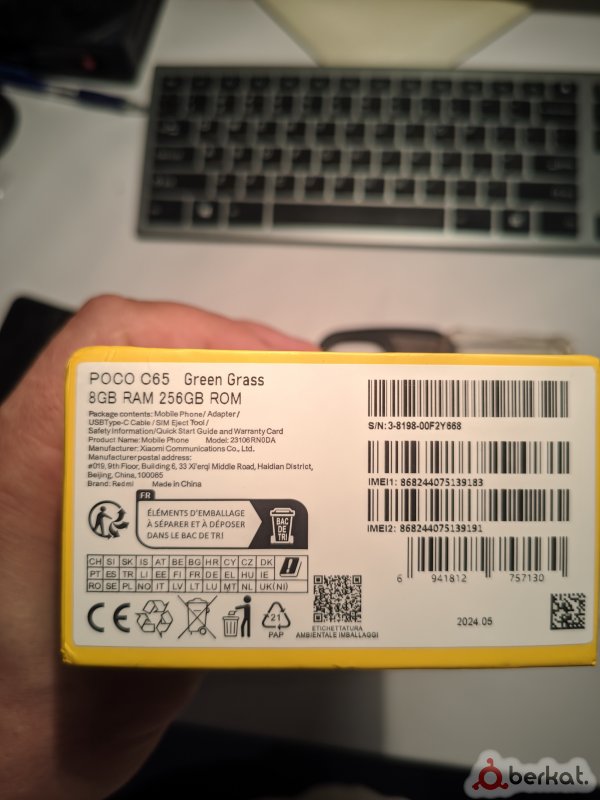 POCO C65 Green Grass
8GB RAM 256GB ROM
Package contents: Mobile Phone/ Adapter/
USBType-C Cable / SIM Eject Tool /
Safety Information/Quick Start Guide and Warranty Card
Product Name: Mobile Phone Model: 23106RN0DA
Manufacturer: Xiaomi Communications Co., Ltd.
Manufacturer postal address:
#019, 9th Floor, Building 6, 33 Xi'erqi Middle Road, Haidian District,
Beijing, China, 100085
Brand: Redmi Made in China
FR
ÉLÉMENTS D'EMBALLAGE
À SÉPARER ET À DÉPOSER
DANS LE BAC DE TRI
BAC
DE
TRI
CH SI SK IS AT BE BG HR CY CZ DK
PT ES TR LI EE FI FR DE EL HU IE
RO SE PL NO IT LV LT LU MT NL UK(NI)
CE
21
PAP
ETICHETTATURA
AMBIENTALE IMBALLAGGI
S/N: 3-8198-00F2Y668
IMEI1: 868244075139183
IMEI2: 868244075139191
6 941812 757130
2024.05
berkat.